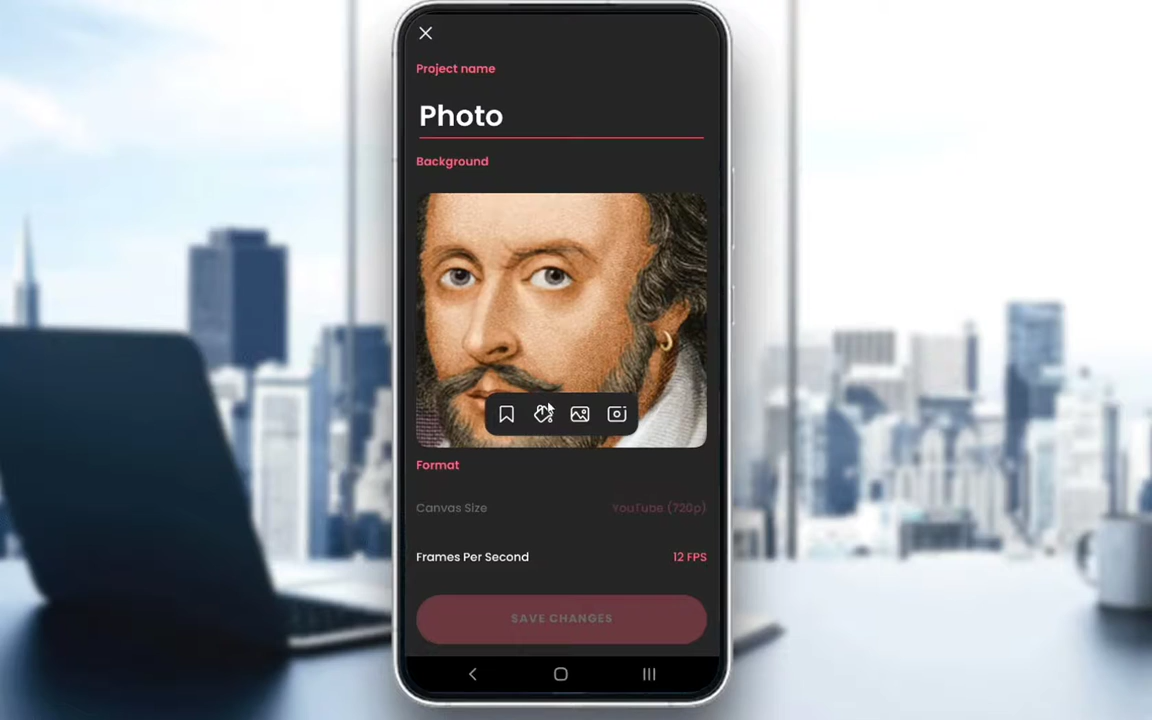 Project name
Photo
Background
Format
Canvas Size YouTube (720p)
Frames Per Second 12 FPS
SAVE CHANGES